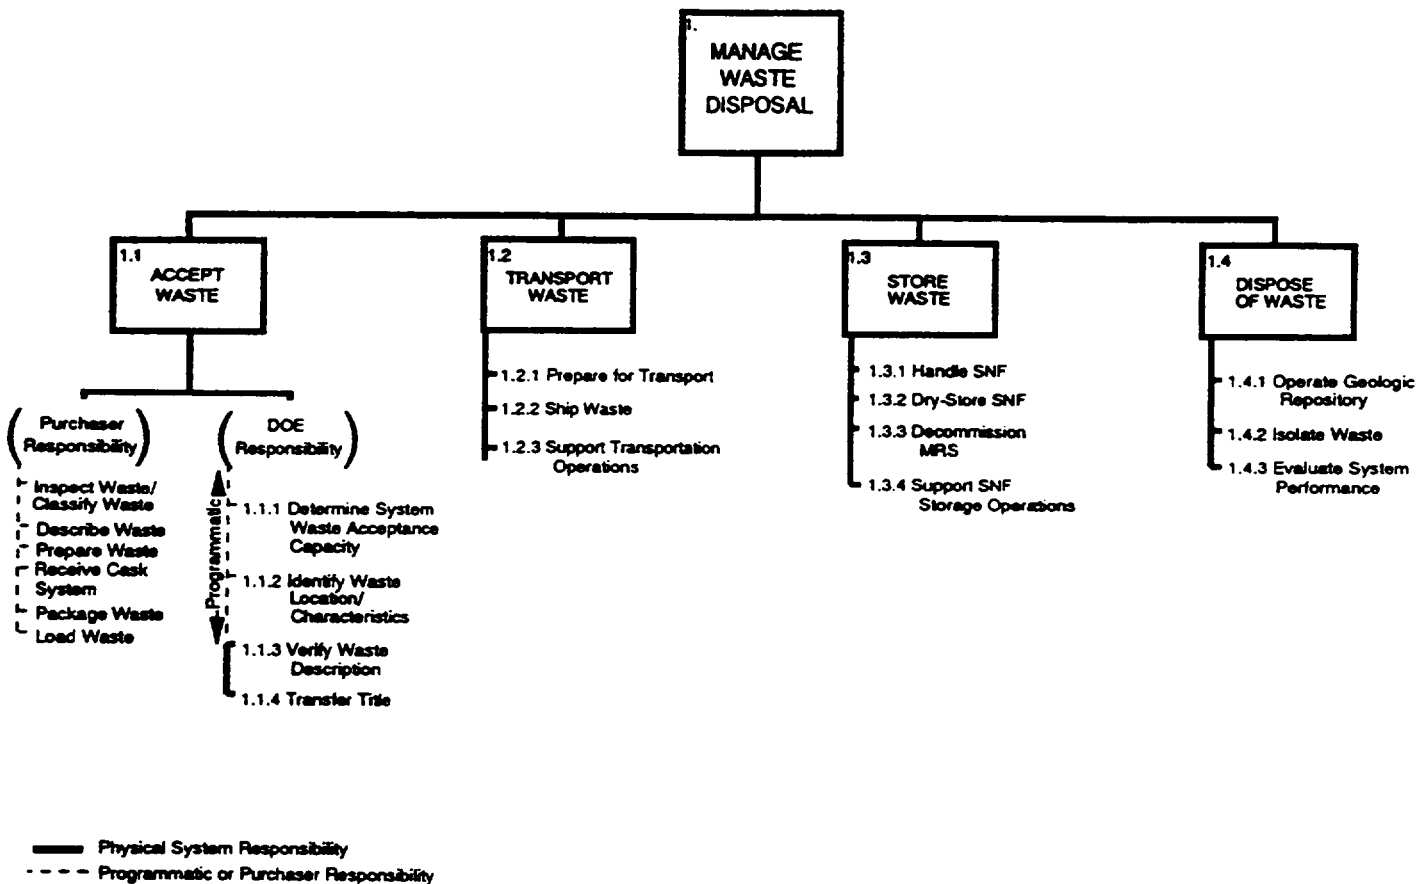 1.
MANAGE
WASTE
DISPOSAL
1.1
ACCEPT
WASTE
1.2
TRANSPORT
WASTE
1.3
STORE
WASTE
1.4
DISPOSE
OF WASTE
Purchaser
Responsibility
Inspect Waste/
Classify Waste
Describe Waste
Prepare Waste
Receive Cask
System
Package Waste
Load Waste
DOE
Responsibility
Programmatic
1.1.1 Determine System
Waste Acceptance
Capacity
1.1.2 Identify Waste
Location/
Characteristics
1.1.3 Verify Waste
Description
1.1.4 Transfer Title
1.2.1 Prepare for Transport
1.2.2 Ship Waste
1.2.3 Support Transportation
Operations
1.3.1 Handle SNF
1.3.2 Dry-Store SNF
1.3.3 Decommission
MRS
1.3.4 Support SNF
Storage Operations
1.4.1 Operate Geologic
Repository
1.4.2 Isolate Waste
1.4.3 Evaluate System
Performance
Physical System Responsibility
Programmatic or Purchaser Responsibility